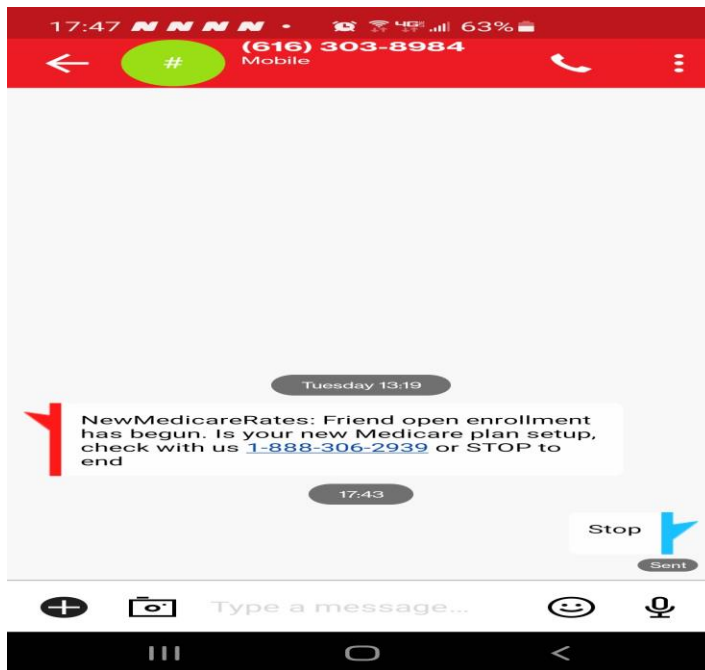 17:47 N N N N • 4G 63%
(616) 303-8984
#
Mobile
Tuesday 13:19
NewMedicareRates: Friend open enrollment
has begun. Is your new Medicare plan setup,
check with us 1-888-306-2939 or STOP to
end
17:43
Stop
Sent
Type a message...